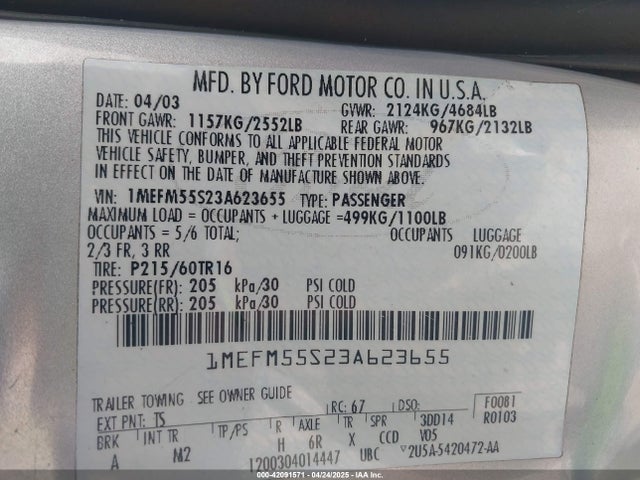 MFD. BY FORD MOTOR CO. IN U.S.A.
DATE: 04/03 GVWR: 2124KG/4684LB
FRONT GAWR: 1157KG/2552LB REAR GAWR: 967KG/2132LB
THIS VEHICLE CONFORMS TO ALL APPLICABLE FEDERAL MOTOR
VEHICLE SAFETY, BUMPER, AND THEFT PREVENTION STANDARDS
IN EFFECT ON THE DATE OF MANUFACTURE SHOWN ABOVE.
VIN: 1MEFM55S23A623655 TYPE: PASSENGER
MAXIMUM LOAD = OCCUPANTS + LUGGAGE =499KG/1100LB
OCCUPANTS = 5/6 TOTAL; OCCUPANTS LUGGAGE
2/3 FR, 3 RR 091KG/0200LB
TIRE: P215/60TR16
PRESSURE(FR): 205 kPa/30 PSI COLD
PRESSURE(RR): 205 kPa/30 PSI COLD
1MEFM55S23A623655
TRAILER TOWING SEE OWNER GUIDE
EXT PNT: TS RC: 67 DSO: F0081
BRK INT TR TP/PS R AXLE TR SPR 3DD14 R0103
A M2 H 6R X CCD V05
1200304014447 UBC ▽2U5A-5420472-AA
000-42091571 - 04/24/2025 - IAAI.COM